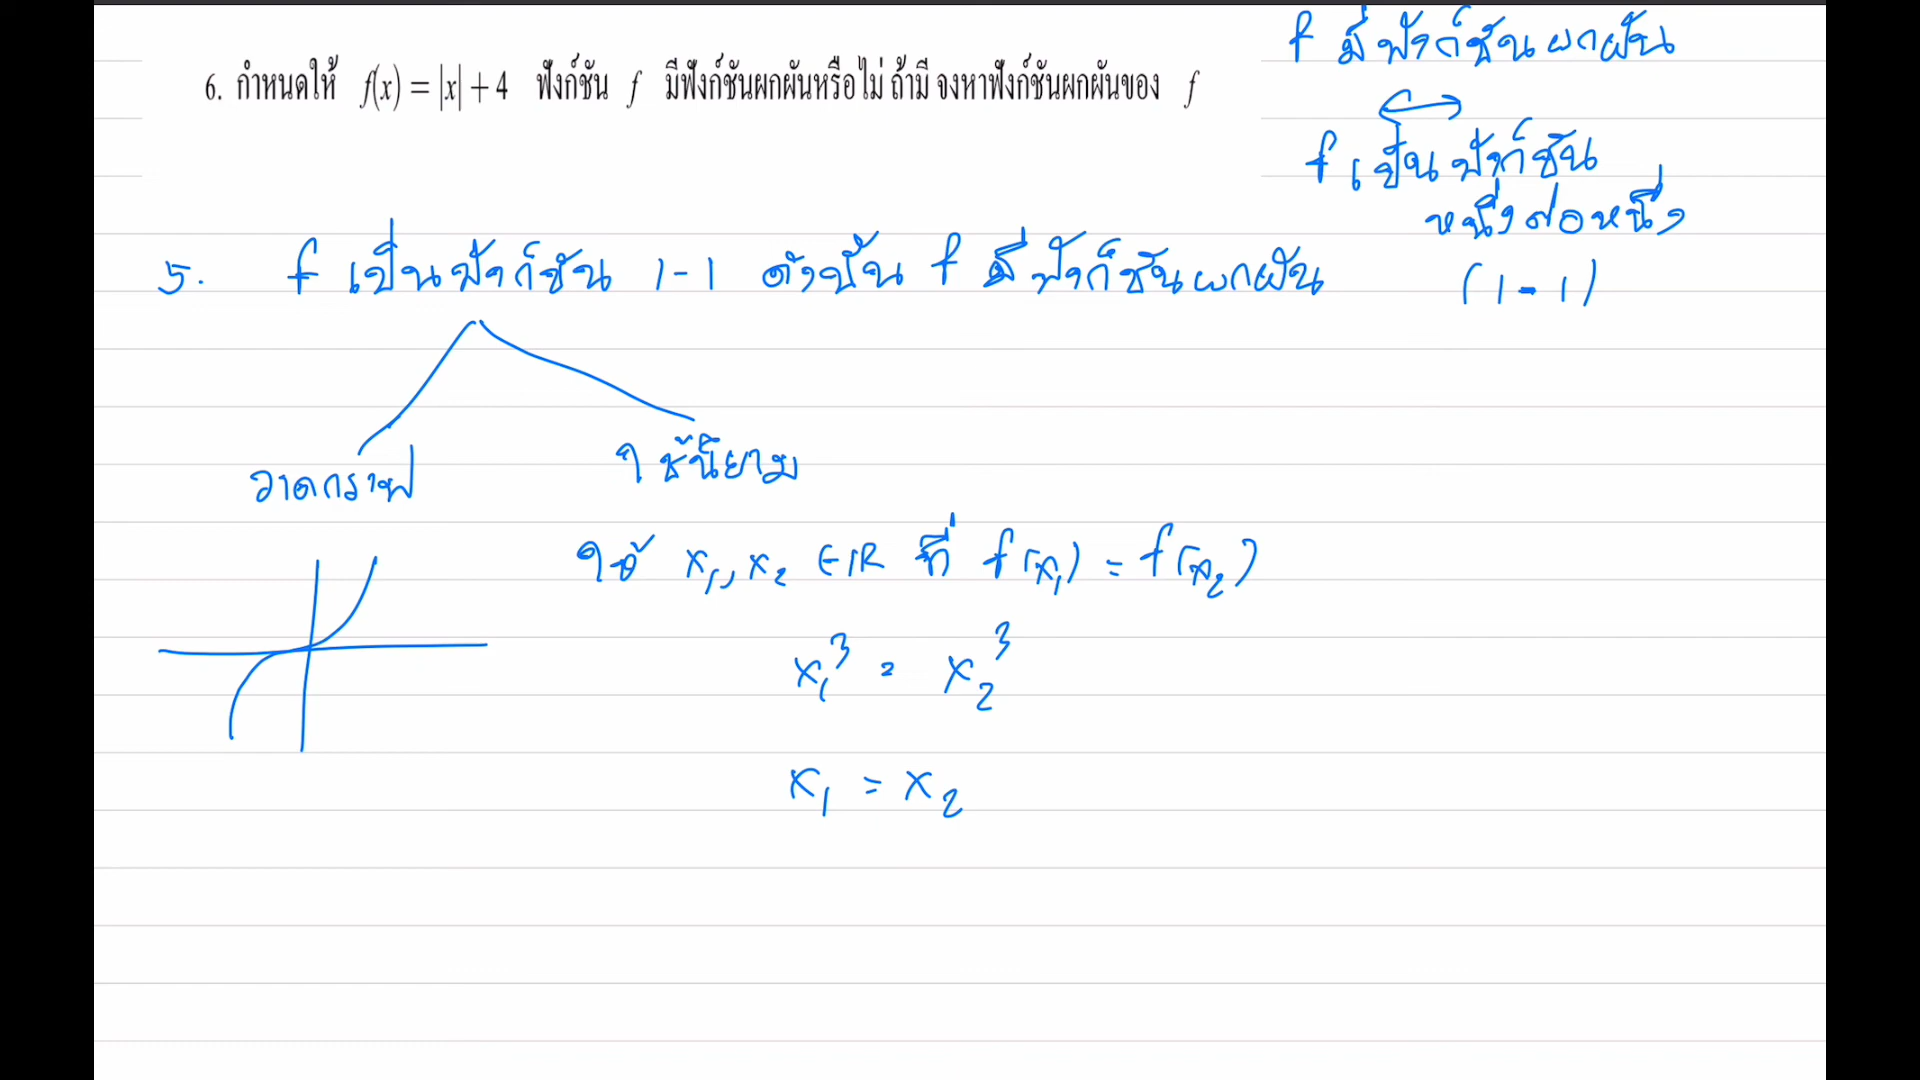 f มีฟังก์ชันผกผัน
6. กำหนดให้ f(x) = |x| + 4 ฟังก์ชัน f มีฟังก์ชันผกผันหรือไม่ ถ้ามี จงหาฟังก์ชันผกผันของ f
↔
f เป็นฟังก์ชัน
หนึ่งต่อหนึ่ง
(1-1)
5. f เป็นฟังก์ชัน 1-1 ดังนั้น f มีฟังก์ชันผกผัน
วาดกราฟ
ใช้นิยาม
ให้ x₁, x₂ ∈ ℝ ที่ f(x₁) = f(x₂)
x₁³ = x₂³
x₁ = x₂